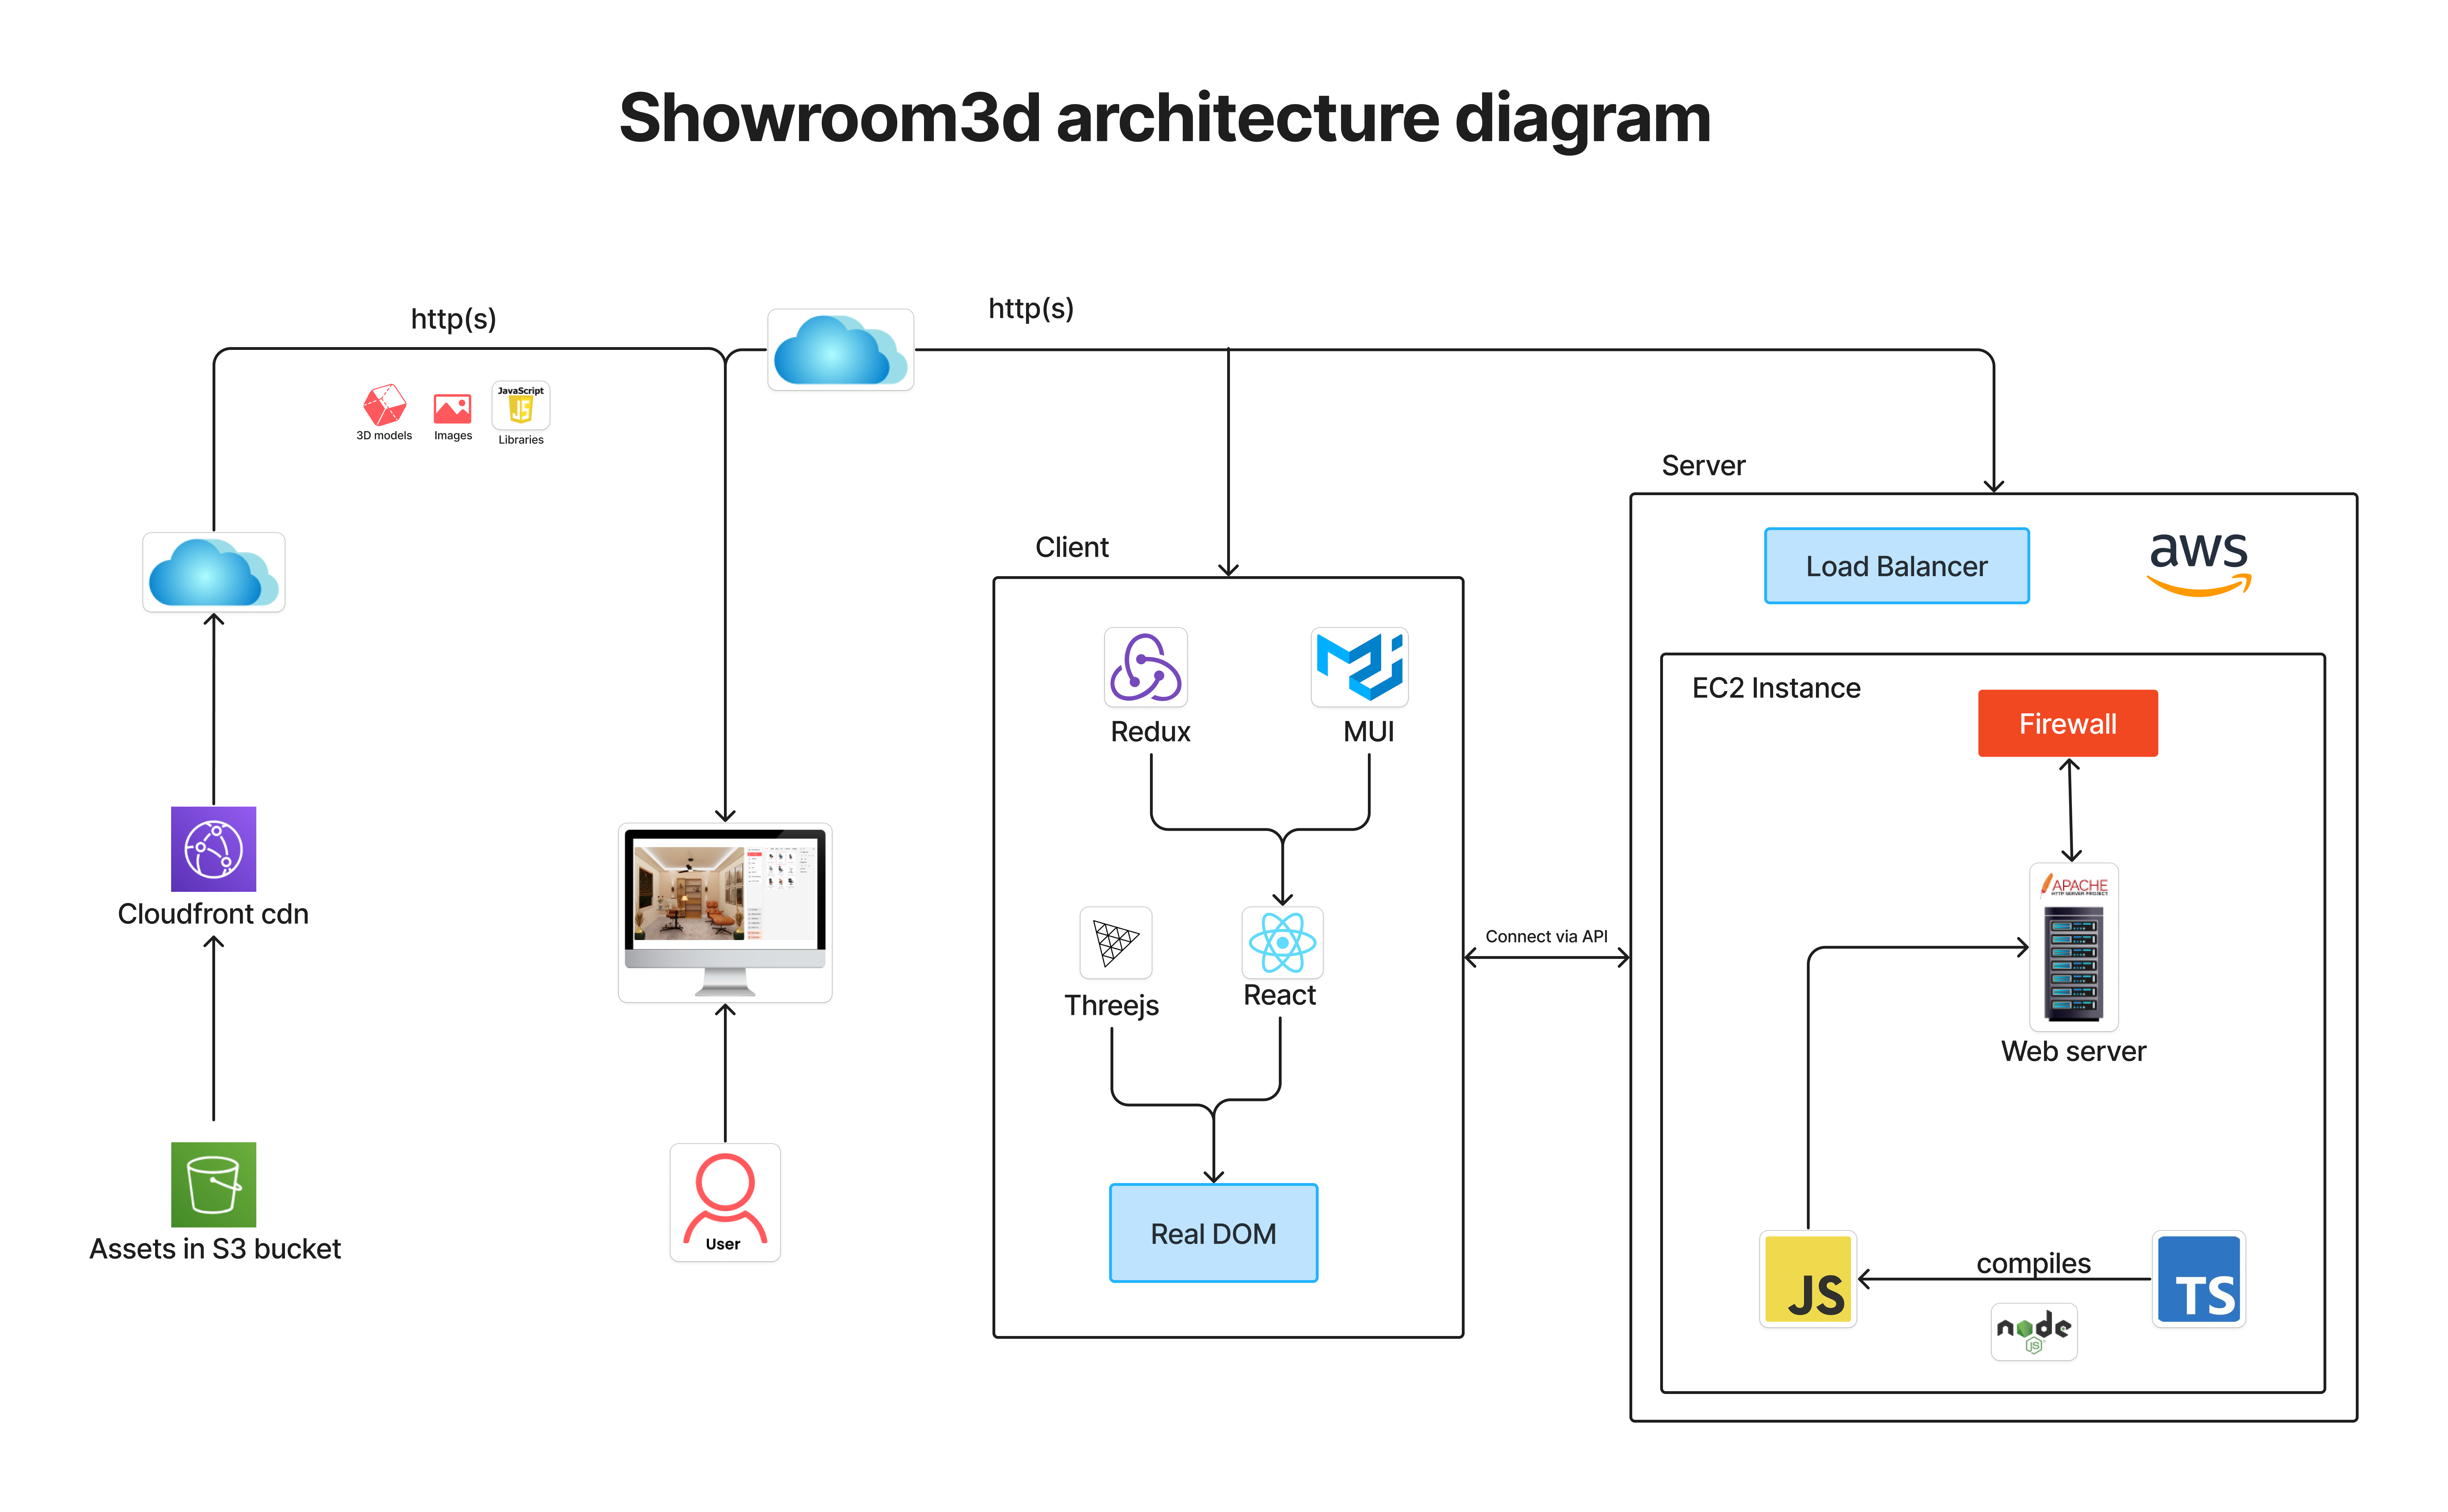 Showroom3d architecture diagram
http(s)
http(s)
3D models
Images
JavaScript
JS
Libraries
Server
Client
Load Balancer
aws
Redux
MUI
EC2 Instance
Firewall
Cloudfront cdn
APACHE
HTTP SERVER PROJECT
Threejs
React
Connect via API
Web server
Assets in S3 bucket
User
Real DOM
compiles
JS
TS
node
JS